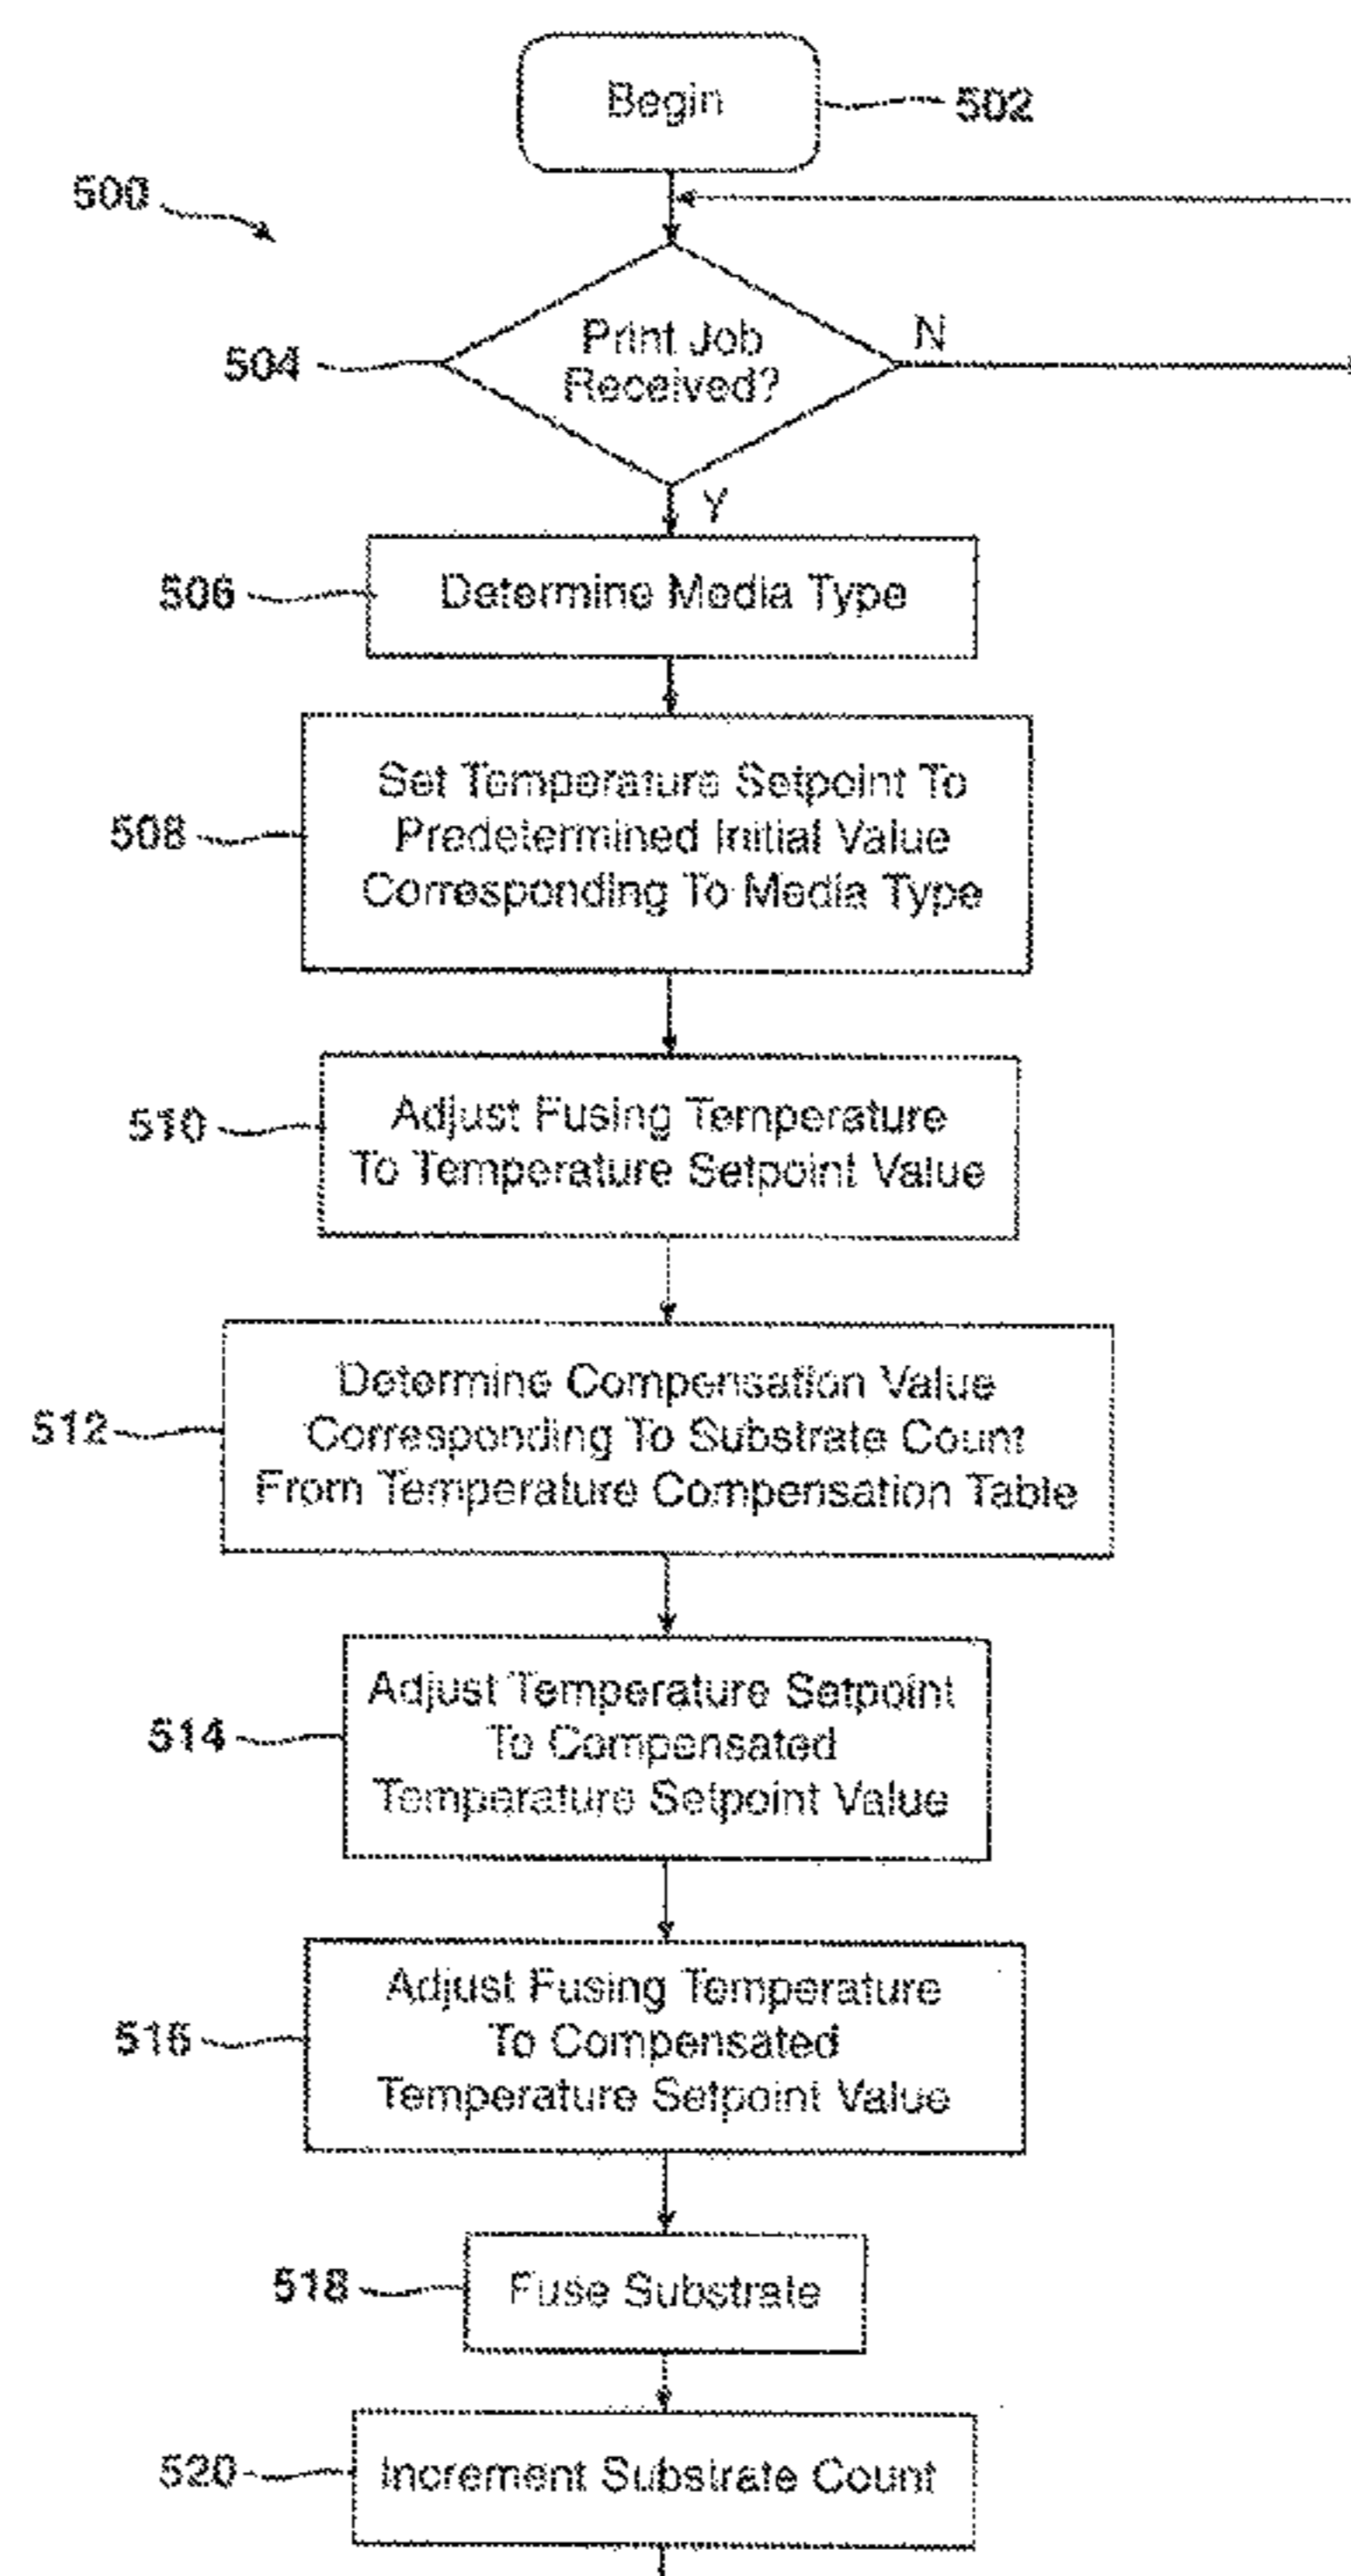 Begin
502
500
Print Job
Received?
504
N
Y
506
Determine Media Type
Set Temperature Setpoint To
Predetermined Initial Value
Corresponding To Media Type
508
Adjust Fusing Temperature
To Temperature Setpoint Value
510
Determine Compensation Value
Corresponding To Substrate Count
From Temperature Compensation Table
512
Adjust Temperature Setpoint
To Compensated
Temperature Setpoint Value
514
Adjust Fusing Temperature
To Compensated
Temperature Setpoint Value
516
518
Fuse Substrate
520
Increment Substrate Count